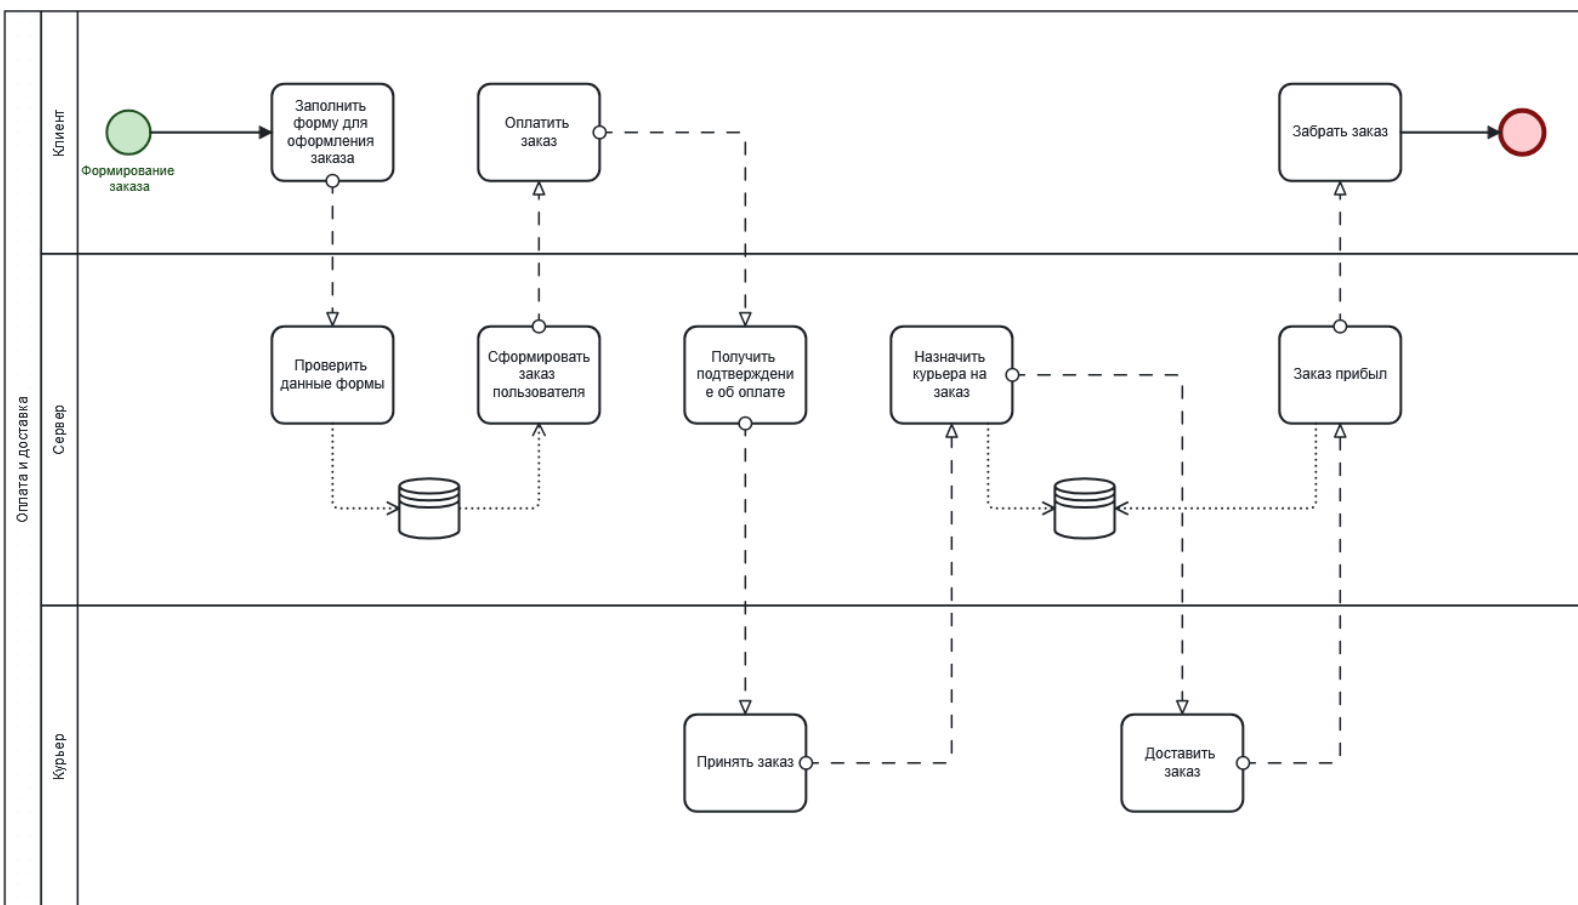 Оплата и доставка
Клиент
Формирование
заказа
Заполнить
форму для
оформления
заказа
Оплатить
заказ
Забрать заказ
Сервер
Проверить
данные формы
Сформировать
заказ
пользователя
Получить
подтверждени
е об оплате
Назначить
курьера на
заказ
Заказ прибыл
Курьер
Принять заказ
Доставить
заказ